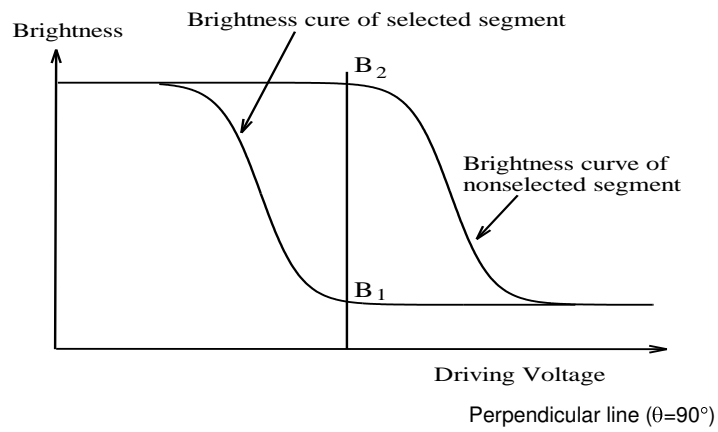 Brightness cure of selected segment
Brightness
B2
Brightness curve of
nonselected segment
B1
Driving Voltage
Perpendicular line (θ=90°)